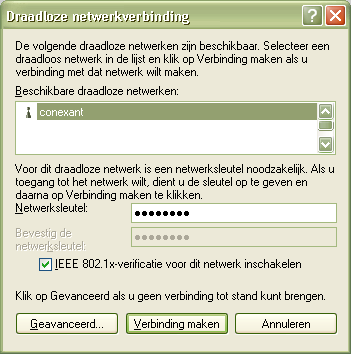 Draadloze netwerkverbinding
De volgende draadloze netwerken zijn beschikbaar. Selecteer een
draadloos netwerk in de lijst en klik op Verbinding maken als u
verbinding met dat netwerk wilt maken.
Beschikbare draadloze netwerken:
conexant
Voor dit draadloze netwerk is een netwerksleutel noodzakelijk. Als u
toegang tot het netwerk wilt, dient u de sleutel op te geven en
daarna op Verbinding maken te klikken.
Netwerksleutel:
Bevestig de
netwerksleutel:
IEEE 802.1x-verificatie voor dit netwerk inschakelen
Klik op Gevanceerd als u geen verbinding tot stand kunt brengen.
Geavanceerd... Verbinding maken Annuleren